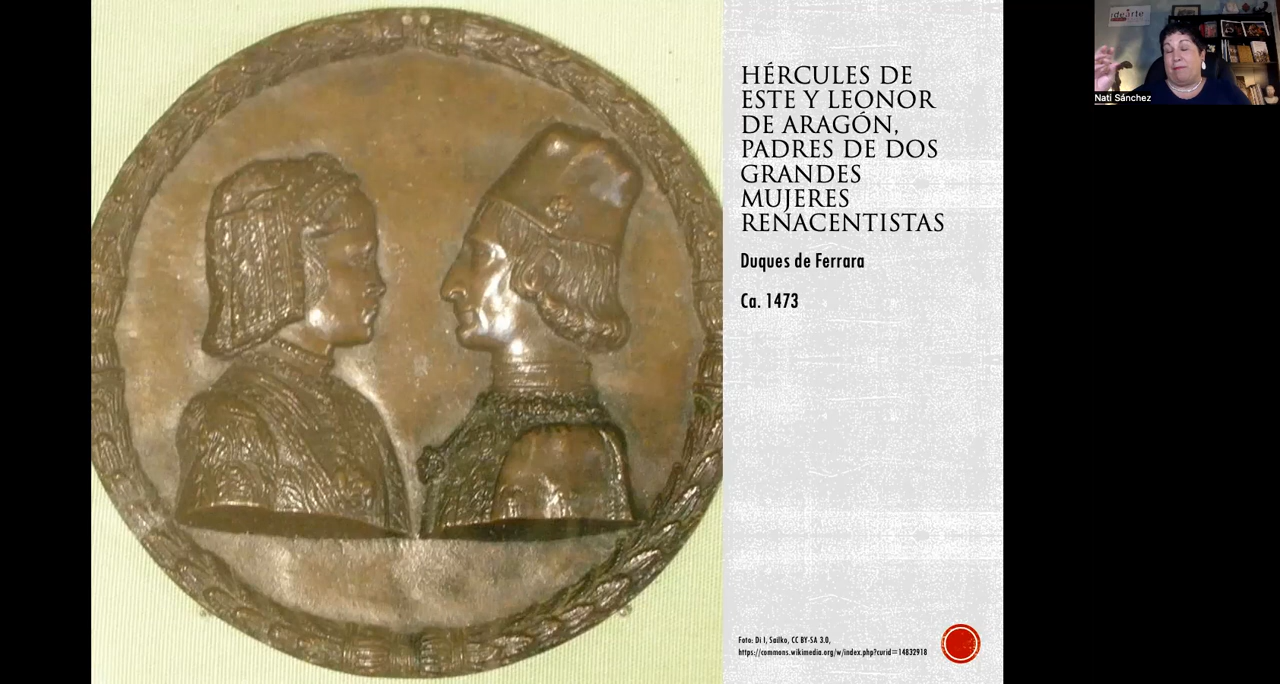 HÉRCULES DE
ESTE Y LEONOR
DE ARAGÓN,
PADRES DE DOS
GRANDES
MUJERES
RENACENTISTAS
Duques de Ferrara
Ca. 1473
Foto: Di I, Sailko, CC BY-SA 3.0,
https://commons.wikimedia.org/w/index.php?curid=14832918
idearte
Nati Sánchez